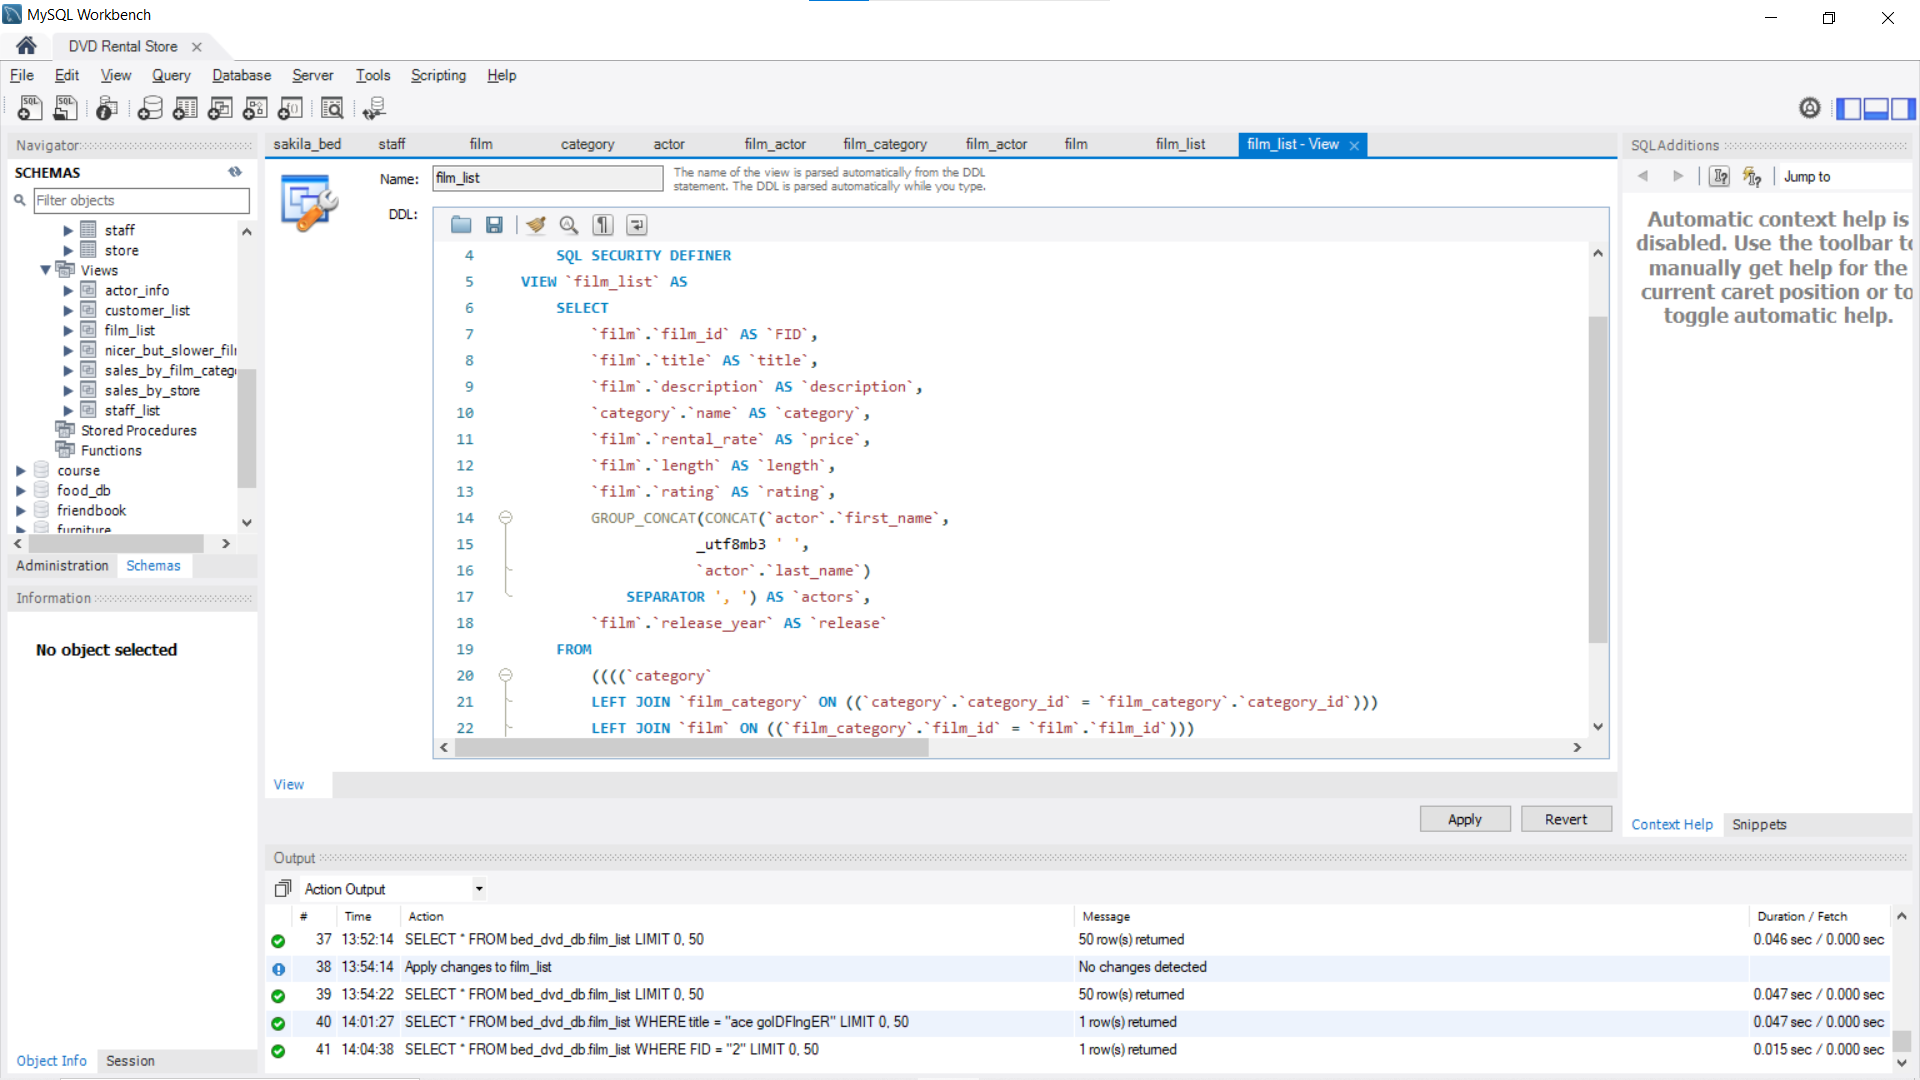 MySQL Workbench
DVD Rental Store
File Edit View Query Database Server Tools Scripting Help
Navigator
SCHEMAS
Filter objects
staff
store
Views
actor_info
customer_list
film_list
nicer_but_slower_film
sales_by_film_categ
sales_by_store
staff_list
Stored Procedures
Functions
course
food_db
friendbook
furniture
Administration Schemas
Information
No object selected
Object Info Session
sakila_bed staff film category actor film_actor film_category film_actor film film_list film_list - View
Name: film_list
The name of the view is parsed automatically from the DDL
statement. The DDL is parsed automatically while you type.
DDL:
4 SQL SECURITY DEFINER
5 VIEW `film_list` AS
6 SELECT
7 `film`.`film_id` AS `FID`,
8 `film`.`title` AS `title`,
9 `film`.`description` AS `description`,
10 `category`.`name` AS `category`,
11 `film`.`rental_rate` AS `price`,
12 `film`.`length` AS `length`,
13 `film`.`rating` AS `rating`,
14 GROUP_CONCAT(CONCAT(`actor`.`first_name`,
15 _utf8mb3 ' ',
16 `actor`.`last_name`)
17 SEPARATOR ', ') AS `actors`,
18 `film`.`release_year` AS `release`
19 FROM
20 ((((`category`
21 LEFT JOIN `film_category` ON ((`category`.`category_id` = `film_category`.`category_id`)))
22 LEFT JOIN `film` ON ((`film_category`.`film_id` = `film`.`film_id`)))
View
Apply Revert
SQLAdditions
Jump to
Automatic context help is
disabled. Use the toolbar to
manually get help for the
current caret position or to
toggle automatic help.
Context Help Snippets
Output
Action Output
# Time Action Message Duration / Fetch
37 13:52:14 SELECT * FROM bed_dvd_db.film_list LIMIT 0, 50 50 row(s) returned 0.046 sec / 0.000 sec
38 13:54:14 Apply changes to film_list No changes detected
39 13:54:22 SELECT * FROM bed_dvd_db.film_list LIMIT 0, 50 50 row(s) returned 0.047 sec / 0.000 sec
40 14:01:27 SELECT * FROM bed_dvd_db.film_list WHERE title = "ace golDFIngER" LIMIT 0, 50 1 row(s) returned 0.047 sec / 0.000 sec
41 14:04:38 SELECT * FROM bed_dvd_db.film_list WHERE FID = "2" LIMIT 0, 50 1 row(s) returned 0.015 sec / 0.000 sec